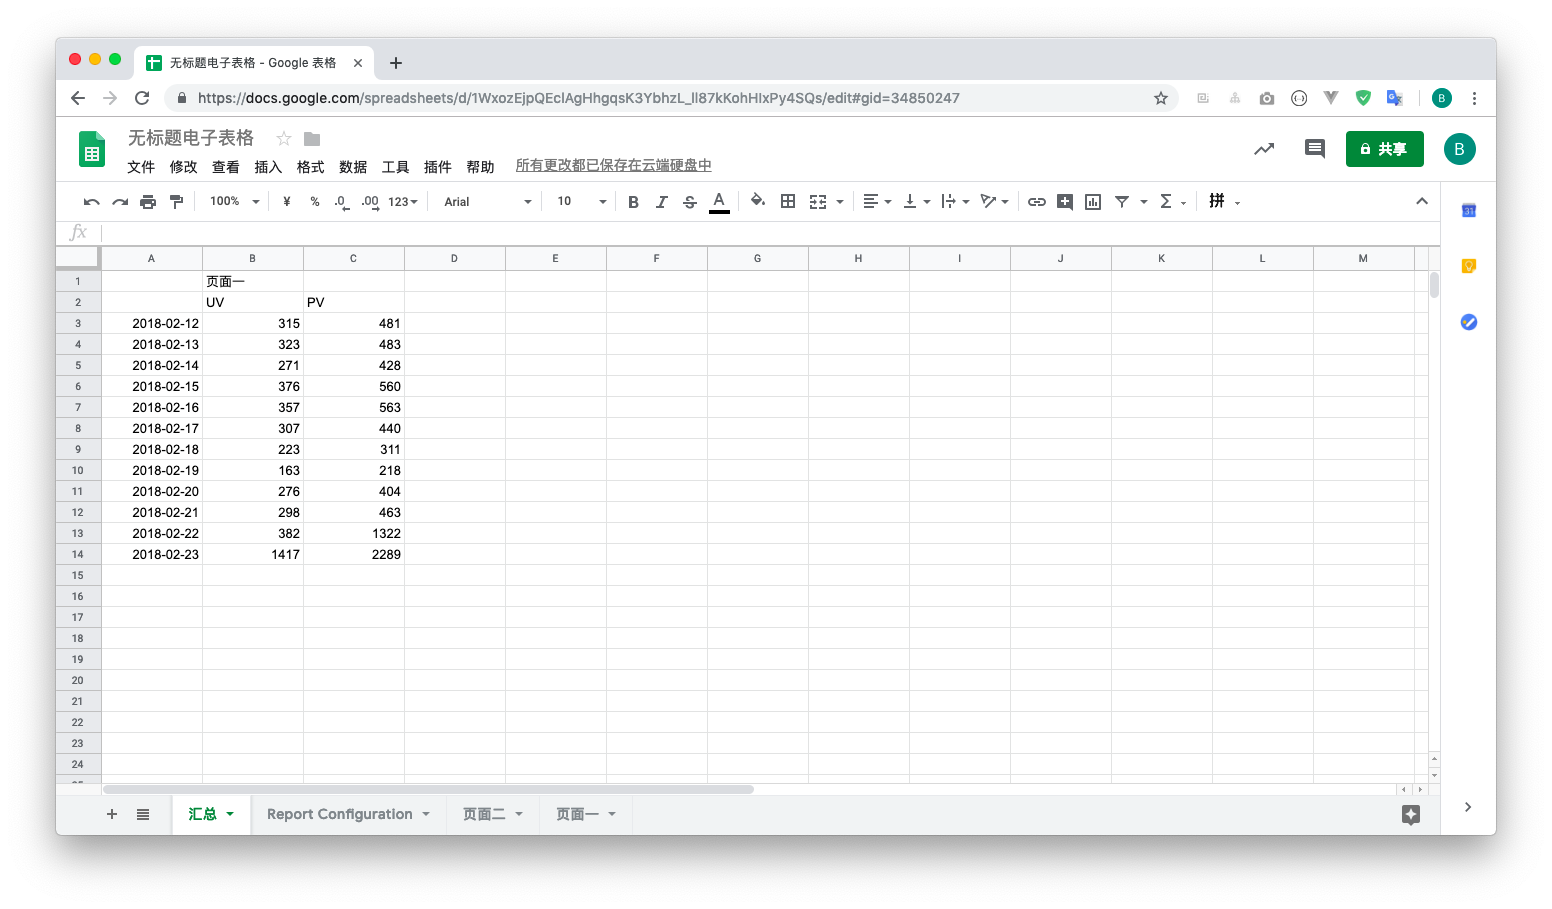 无标题电子表格 - Google 表格
https://docs.google.com/spreadsheets/d/1WxozEjpQEclAgHhgqsK3YbhzL_ll87kKohHlxPy4SQs/edit#gid=34850247
B
无标题电子表格
文件 修改 查看 插入 格式 数据 工具 插件 帮助 所有更改都已保存在云端硬盘中
共享
B
100% ¥ % .0 .00 123 Arial 10 B I S A Σ 拼
31
fx
A B C D E F G H I J K L M
1 页面一
2 UV PV
3 2018-02-12 315 481
4 2018-02-13 323 483
5 2018-02-14 271 428
6 2018-02-15 376 560
7 2018-02-16 357 563
8 2018-02-17 307 440
9 2018-02-18 223 311
10 2018-02-19 163 218
11 2018-02-20 276 404
12 2018-02-21 298 463
13 2018-02-22 382 1322
14 2018-02-23 1417 2289
15
16
17
18
19
20
21
22
23
24
汇总 Report Configuration 页面二 页面一